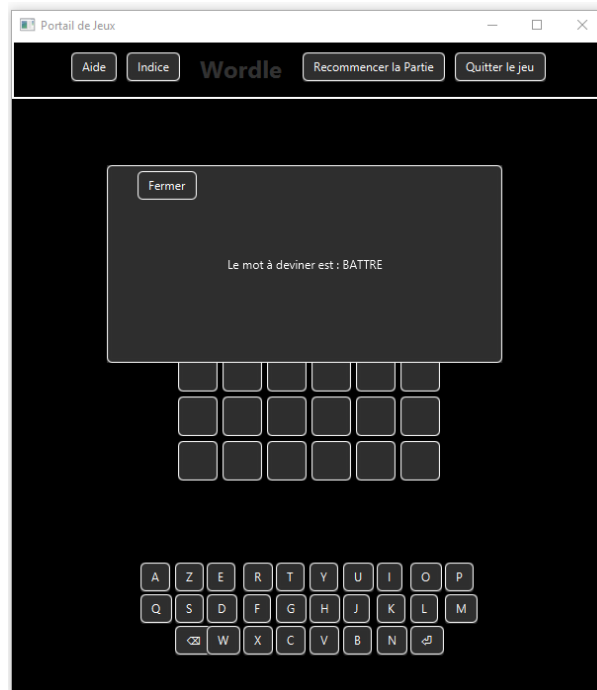 Portail de Jeux
Aide Indice Wordle Recommencer la Partie Quitter le jeu
Fermer
Le mot à deviner est : BATTRE
A Z E R T Y U I O P
Q S D F G H J K L M
⌫ W X C V B N ⏎